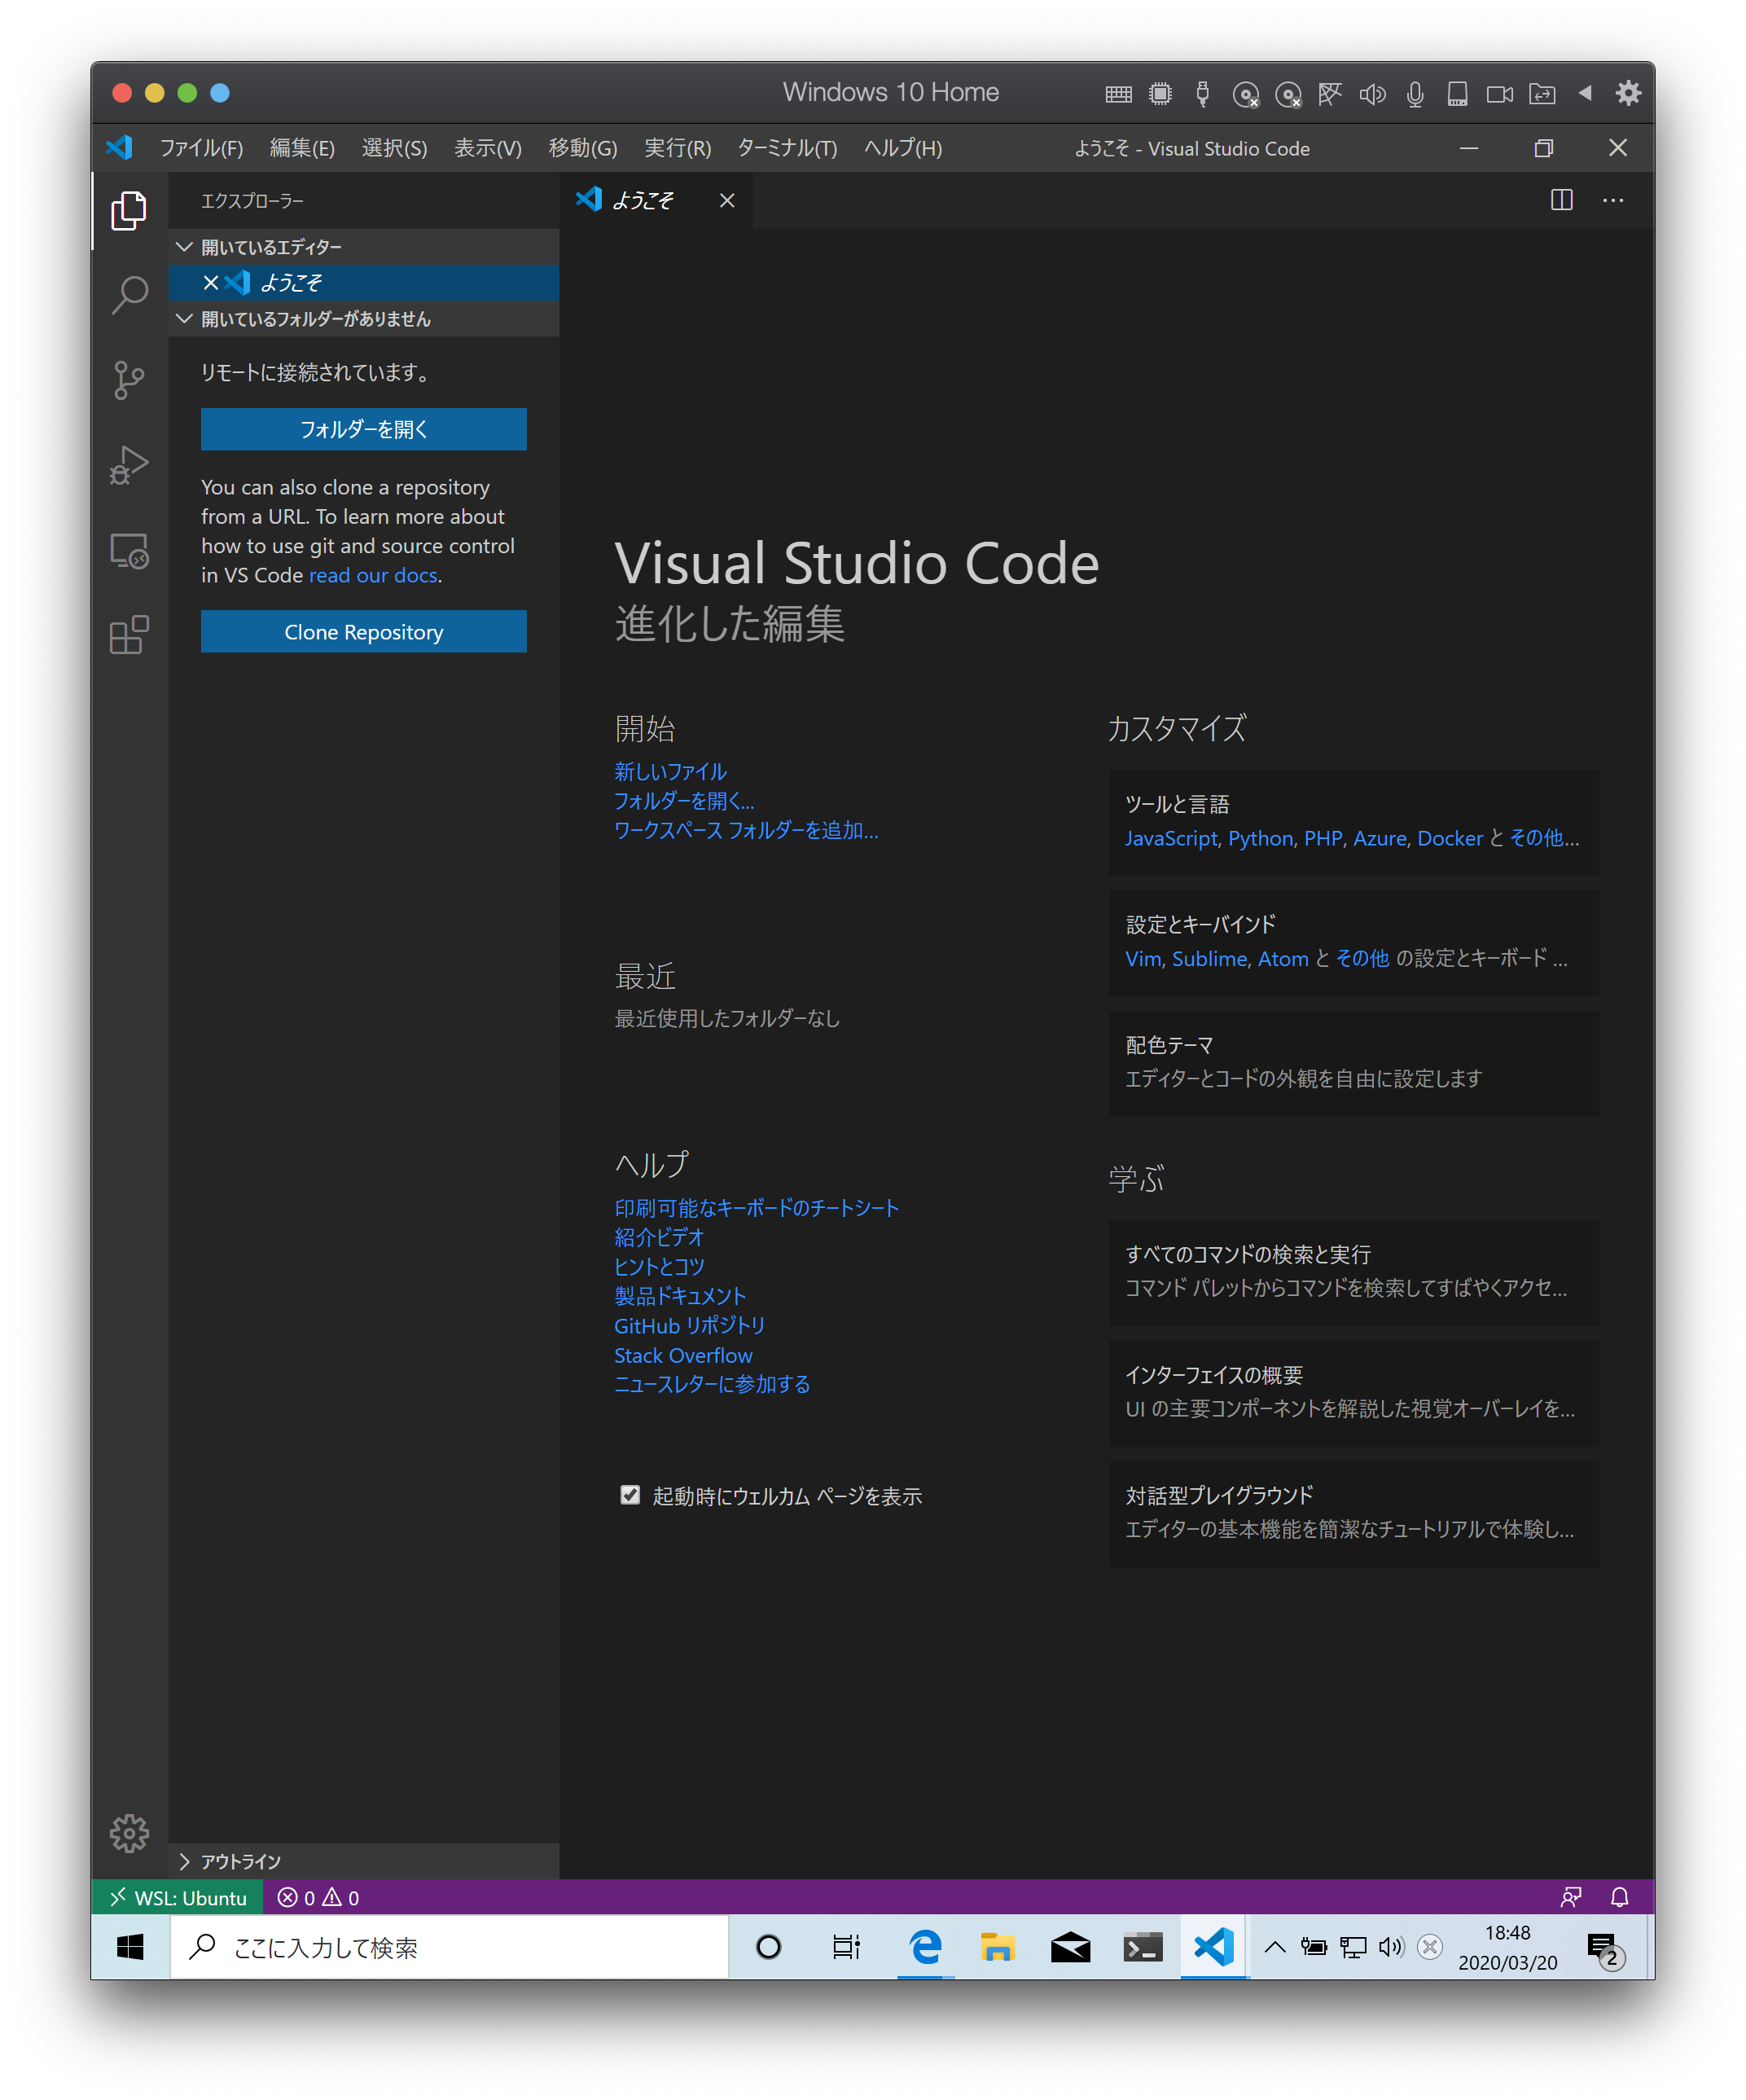 Windows 10 Home
ファイル(F) 編集(E) 選択(S) 表示(V) 移動(G) 実行(R) ターミナル(T) ヘルプ(H) ようこそ - Visual Studio Code
エクスプローラー
ようこそ
開いているエディター
ようこそ
開いているフォルダーがありません
リモートに接続されています。
フォルダーを開く
You can also clone a repository
from a URL. To learn more about
how to use git and source control
in VS Code read our docs.
Clone Repository
アウトライン
Visual Studio Code
進化した編集
開始
新しいファイル
フォルダーを開く...
ワークスペース フォルダーを追加...
最近
最近使用したフォルダーなし
ヘルプ
印刷可能なキーボードのチートシート
紹介ビデオ
ヒントとコツ
製品ドキュメント
GitHub リポジトリ
Stack Overflow
ニュースレターに参加する
起動時にウェルカム ページを表示
カスタマイズ
ツールと言語
JavaScript, Python, PHP, Azure, Docker と その他...
設定とキーバインド
Vim, Sublime, Atom と その他 の設定とキーボード ...
配色テーマ
エディターとコードの外観を自由に設定します
学ぶ
すべてのコマンドの検索と実行
コマンド パレットからコマンドを検索してすばやくアクセ...
インターフェイスの概要
UI の主要コンポーネントを解説した視覚オーバーレイを...
対話型プレイグラウンド
エディターの基本機能を簡潔なチュートリアルで体験し...
WSL: Ubuntu 0 0
ここに入力して検索
18:48
2020/03/20
2